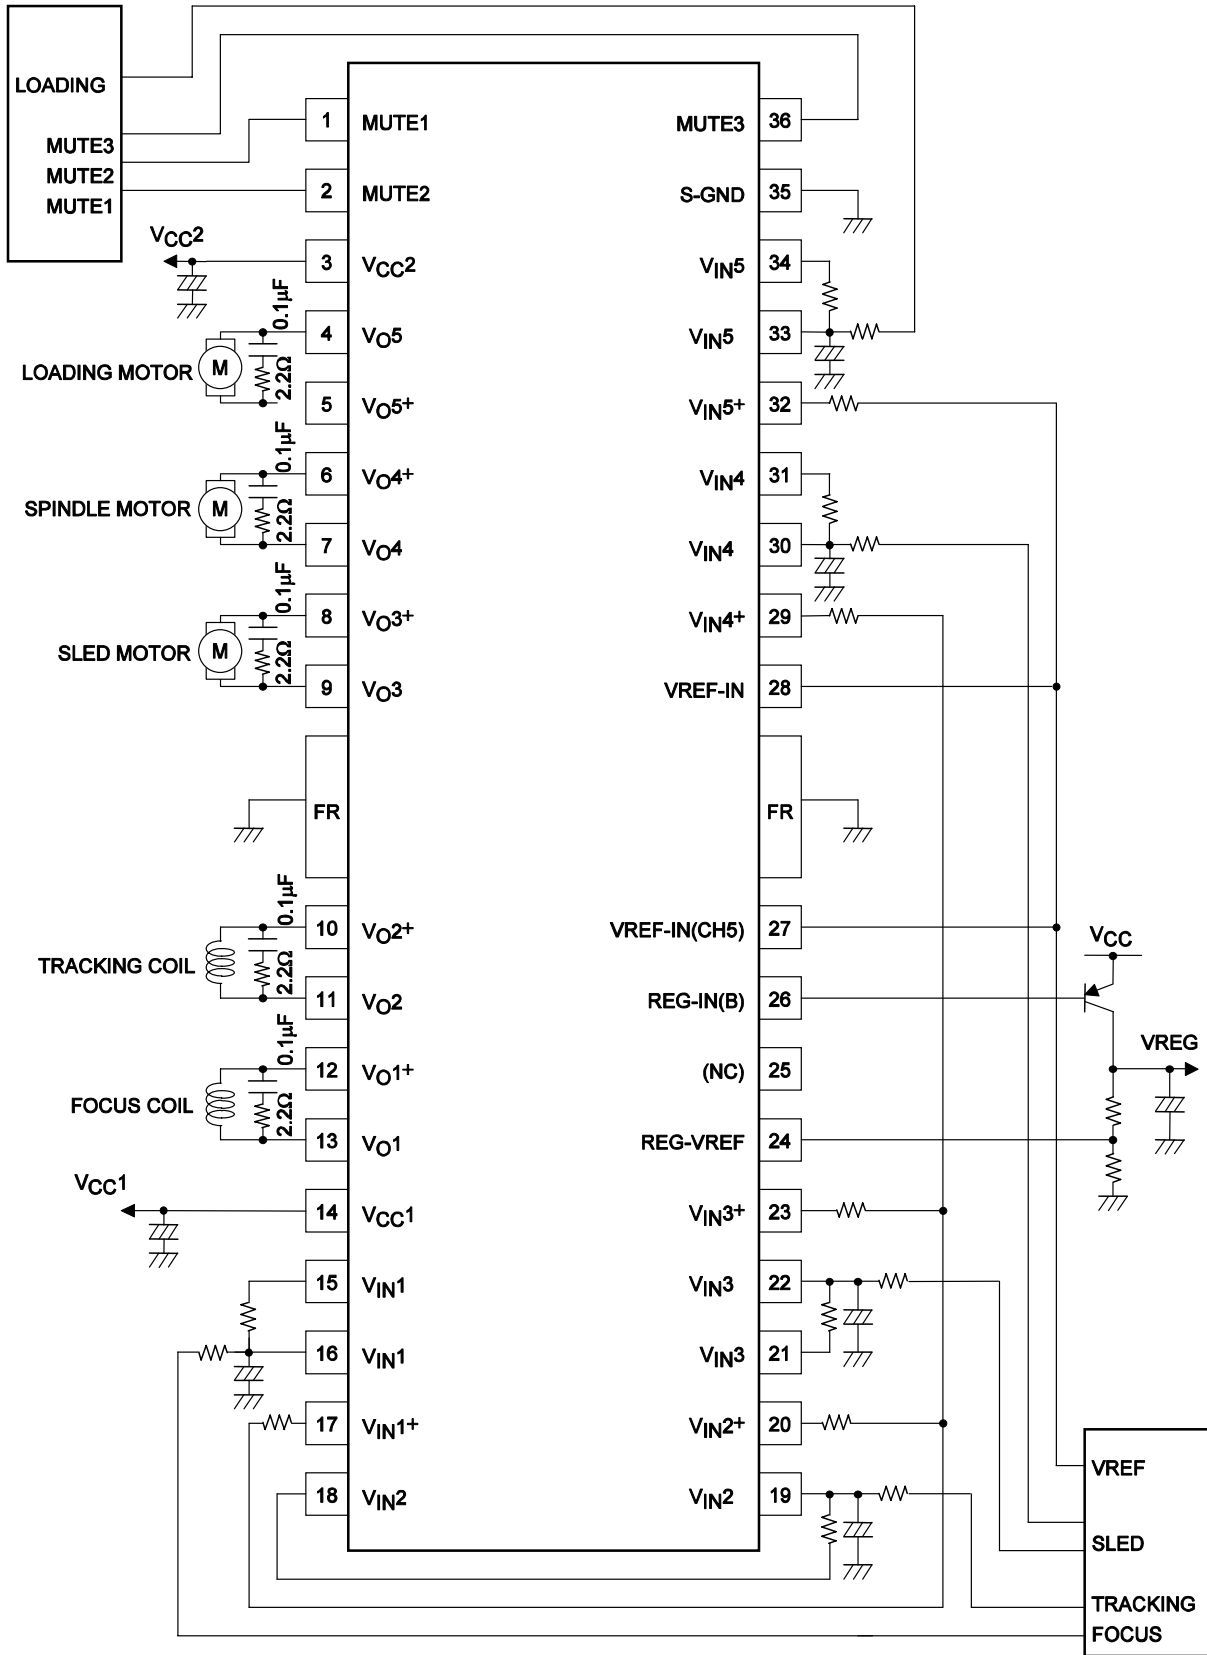 LOADING
MUTE3
MUTE2
MUTE1
1 MUTE1
MUTE3 36
2 MUTE2
S-GND 35
VCC2
3 VCC2
VIN5 34
0.1µF
4 VO5
VIN5 33
LOADING MOTOR
M
2.2Ω
5 VO5+
VIN5+ 32
0.1µF
6 VO4+
VIN4 31
SPINDLE MOTOR
M
2.2Ω
7 VO4
VIN4 30
0.1µF
8 VO3+
VIN4+ 29
SLED MOTOR
M
2.2Ω
9 VO3
VREF-IN 28
FR
FR
0.1µF
10 VO2+
VREF-IN(CH5) 27
VCC
TRACKING COIL
2.2Ω
11 VO2
REG-IN(B) 26
0.1µF
VREG
12 VO1+
(NC) 25
FOCUS COIL
2.2Ω
13 VO1
REG-VREF 24
VCC1
14 VCC1
VIN3+ 23
15 VIN1
VIN3 22
16 VIN1
VIN3 21
17 VIN1+
VIN2+ 20
18 VIN2
VIN2 19
VREF
SLED
TRACKING
FOCUS